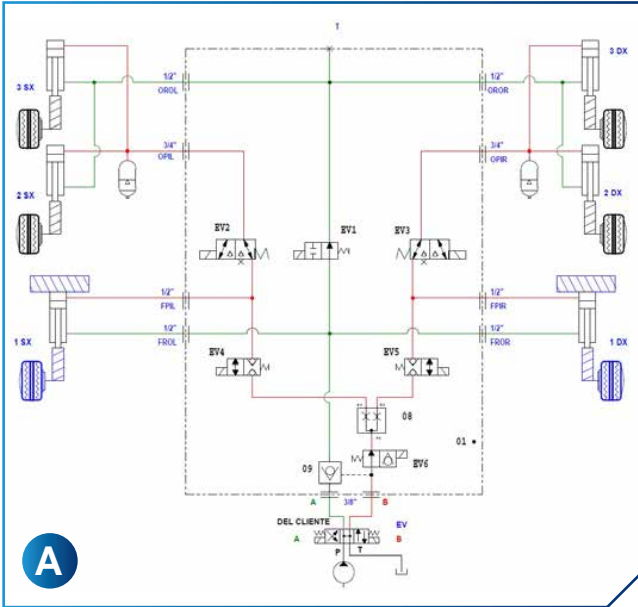 T
3 SX
1/2"
OROL
1/2"
OROR
3 DX
3/4"
OPIL
3/4"
OPIR
2 SX
2 DX
EV2
EV1
EV3
1/2"
FPIL
1/2"
FPIR
1 SX
1/2"
FROL
1/2"
FROR
1 DX
EV4
EV5
08
01
09
EV6
A 3/8" B
DEL CLIENTE
EV
A
B
P T
A